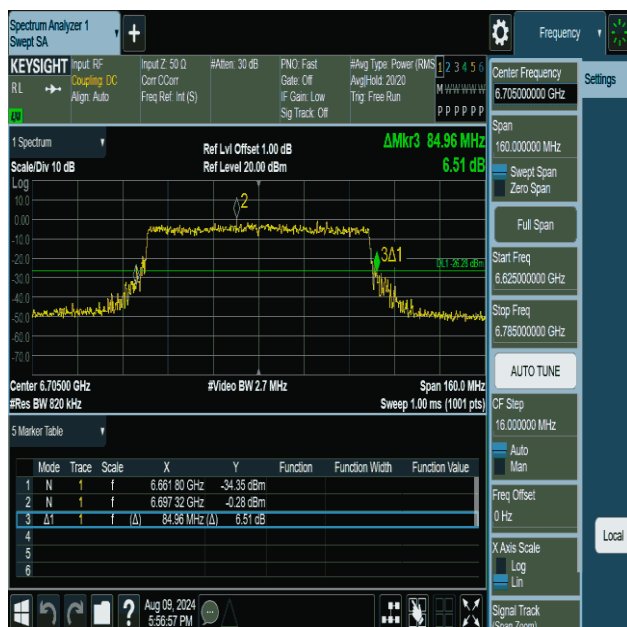 Spectrum Analyzer 1
Swept SA
+
Frequency
KEYSIGHT
RL
Input: RF
Coupling: DC
Align: Auto
Input Z: 50 Ω
Corr CCorr
Freq Ref: Int (S)
#Atten: 30 dB
PNO: Fast
Gate: Off
IF Gain: Low
Sig Track: Off
#Avg Type: Power (RMS
Avg|Hold: 20/20
Trig: Free Run
1 2 3 4 5 6
M W W W W W
P P P P P P
1 Spectrum
Scale/Div 10 dB
Ref Lvl Offset 1.00 dB
Ref Level 20.00 dBm
ΔMkr3 84.96 MHz
6.51 dB
Log
10.0
0.00
-10.0
-20.0
-30.0
-40.0
-50.0
-60.0
-70.0
2
3Δ1
DL1 -26.28 dBm
Center 6.70500 GHz
#Res BW 820 kHz
#Video BW 2.7 MHz
Span 160.0 MHz
Sweep 1.00 ms (1001 pts)
5 Marker Table
Mode Trace Scale X Y Function Function Width Function Value
1 N 1 f 6.661 80 GHz -34.35 dBm
2 N 1 f 6.697 32 GHz -0.28 dBm
3 Δ1 1 f (Δ) 84.96 MHz (Δ) 6.51 dB
4
5
6
Aug 09, 2024
5:56:57 PM
?
Center Frequency
6.705000000 GHz
Span
160.000000 MHz
Swept Span
Zero Span
Full Span
Start Freq
6.625000000 GHz
Stop Freq
6.785000000 GHz
AUTO TUNE
CF Step
16.000000 MHz
Auto
Man
Freq Offset
0 Hz
X Axis Scale
Log
Lin
Signal Track
(Span Zoom)
Settings
Local